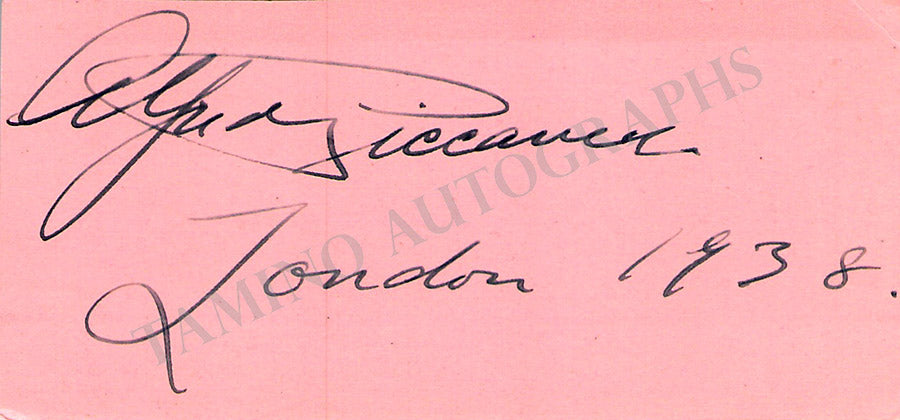 Alfred Piccaver
London 1938.
TAMINO AUTOGRAPHS